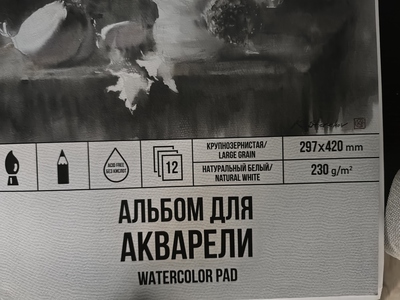 ACID FREE
БЕЗ КИСЛОТ
12
КРУПНОЗЕРНИСТАЯ/
LARGE GRAIN
297x420 mm
НАТУРАЛЬНЫЙ БЕЛЫЙ/
NATURAL WHITE
230 g/m²
АЛЬБОМ ДЛЯ
АКВАРЕЛИ
WATERCOLOR PAD